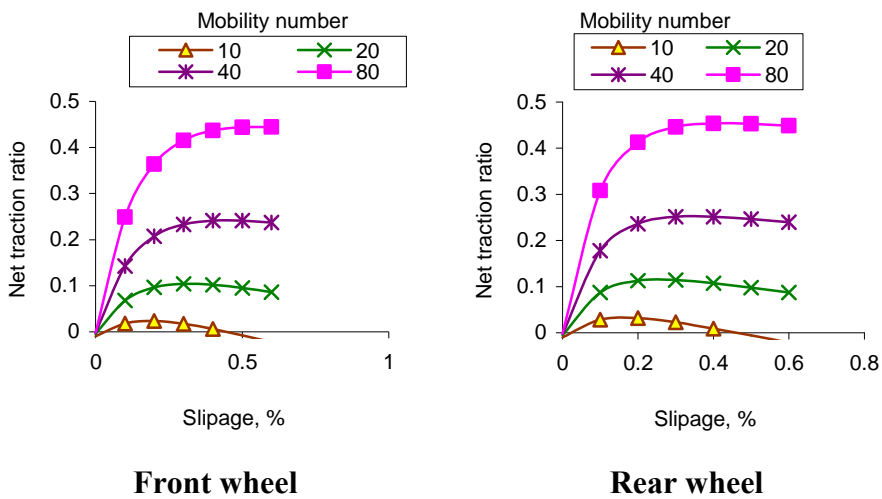 Mobility number
10 20
40 80
0.5
0.4
0.3
0.2
0.1
0
Net traction ratio
0 0.5 1
Slipage, %
Front wheel
Mobility number
10 20
40 80
0.5
0.4
0.3
0.2
0.1
0
Net traction ratio
0 0.2 0.4 0.6 0.8
Slipage, %
Rear wheel